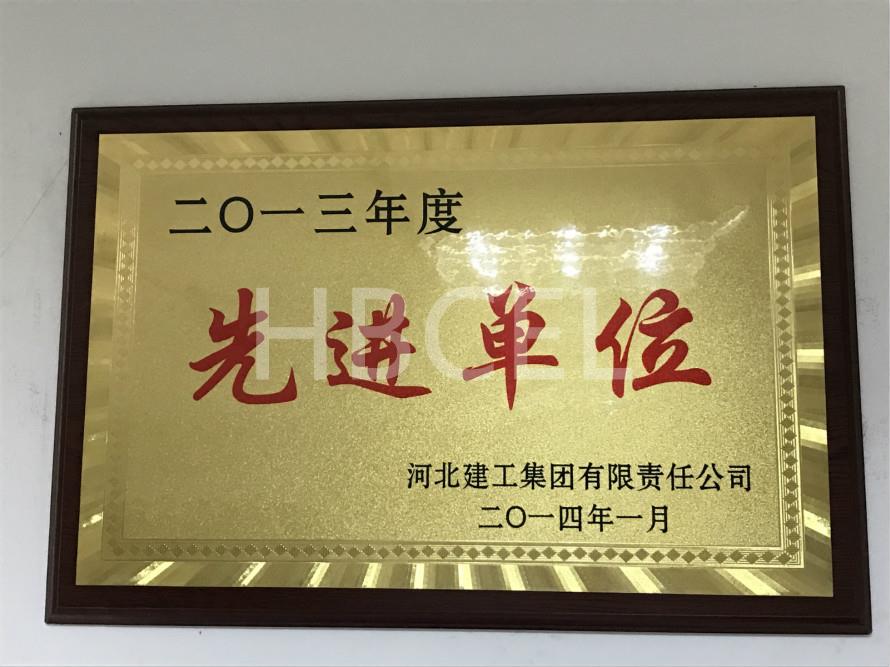 二〇一三年度
先进单位
HBCEL
河北建工集团有限责任公司
二〇一四年一月